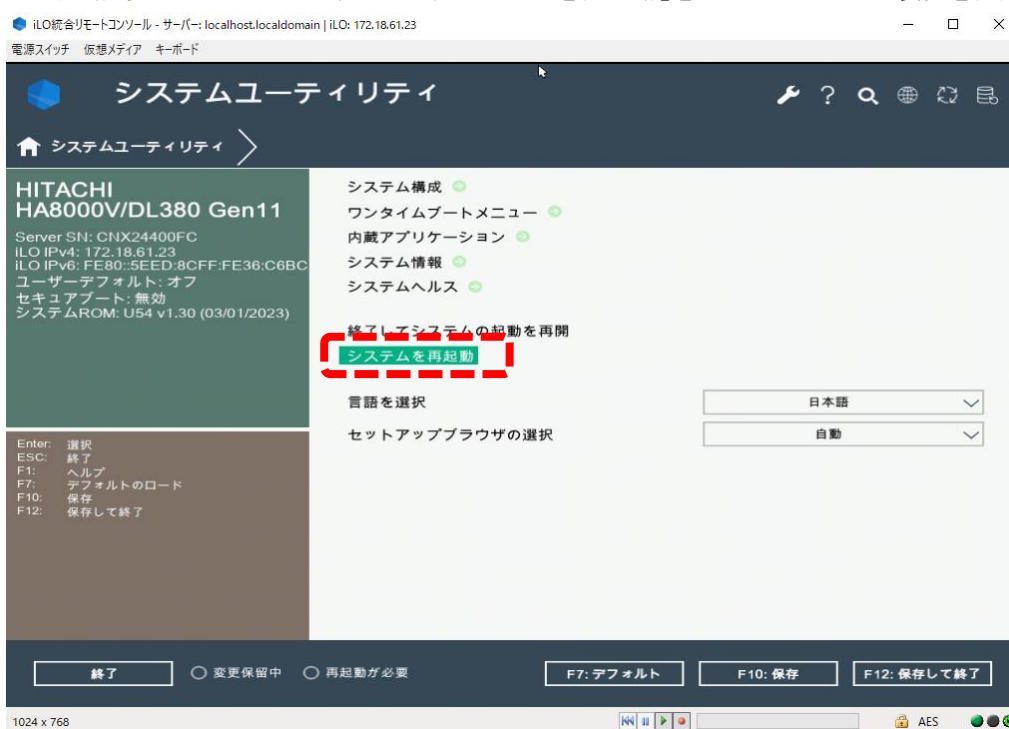 iLO統合リモートコンソール - サーバー: localhost.localdomain | iLO: 172.18.61.23
電源スイッチ 仮想メディア キーボード
システムユーティリティ
システムユーティリティ
HITACHI
HA8000V/DL380 Gen11
Server SN: CNX24400FC
iLO IPv4: 172.18.61.23
iLO IPv6: FE80::5EED:8CFF:FE36:C6BC
ユーザーデフォルト: オフ
セキュアブート: 無効
システムROM: U54 v1.30 (03/01/2023)
Enter: 選択
ESC: 終了
F1: ヘルプ
F7: デフォルトのロード
F10: 保存
F12: 保存して終了
システム構成
ワンタイムブートメニュー
内蔵アプリケーション
システム情報
システムヘルス
終了してシステムの起動を再開
システムを再起動
言語を選択 日本語
セットアップブラウザの選択 自動
終了 変更保留中 再起動が必要 F7: デフォルト F10: 保存 F12: 保存して終了
1024 x 768 AES